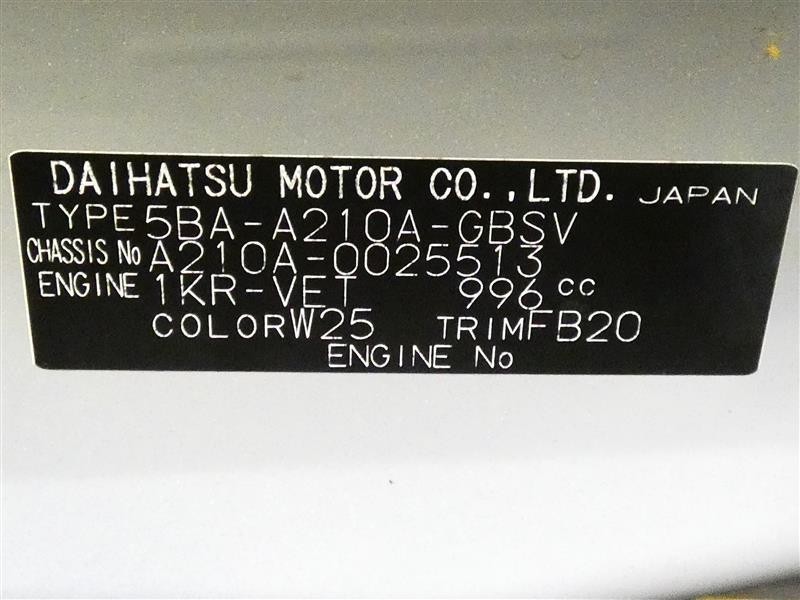 DAIHATSU MOTOR CO.,LTD. JAPAN
TYPE 5BA-A210A-GBSV
CHASSIS No A210A-0025513
ENGINE 1KR-VET 996 CC
COLOR W25 TRIM FB20
ENGINE No